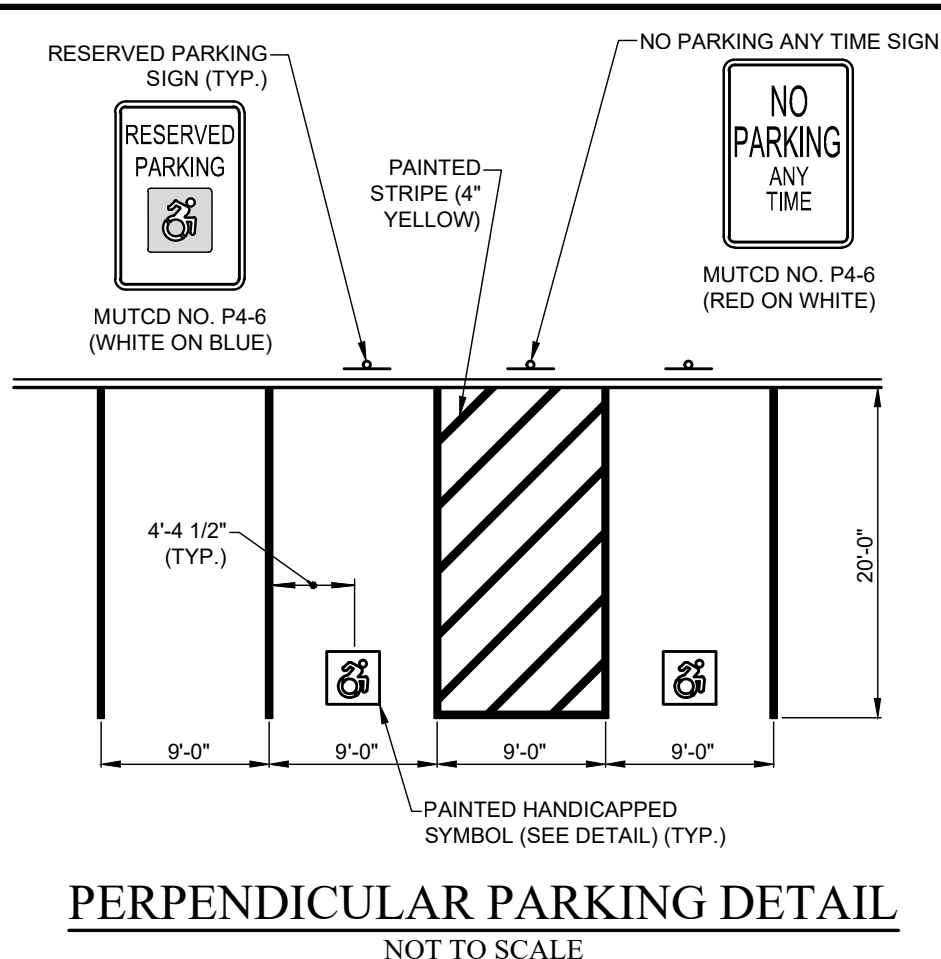 RESERVED PARKING
SIGN (TYP.)
NO PARKING ANY TIME SIGN
RESERVED
PARKING
MUTCD NO. P4-6
(WHITE ON BLUE)
PAINTED
STRIPE (4"
YELLOW)
NO
PARKING
ANY
TIME
MUTCD NO. P4-6
(RED ON WHITE)
4'-4 1/2"
(TYP.)
20'-0"
9'-0"
9'-0"
9'-0"
9'-0"
PAINTED HANDICAPPED
SYMBOL (SEE DETAIL) (TYP.)
PERPENDICULAR PARKING DETAIL
NOT TO SCALE